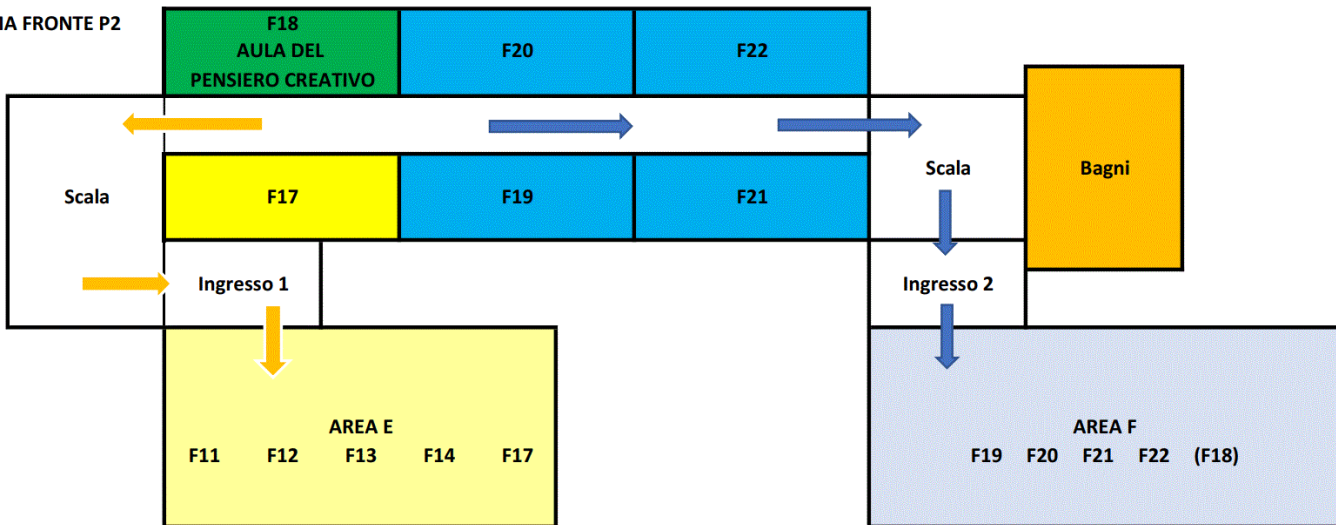 IA FRONTE P2
F18
AULA DEL
PENSIERO CREATIVO
F20
F22
Scala
F17
F19
F21
Scala
Bagni
Ingresso 1
Ingresso 2
AREA E
F11 F12 F13 F14 F17
AREA F
F19 F20 F21 F22 (F18)